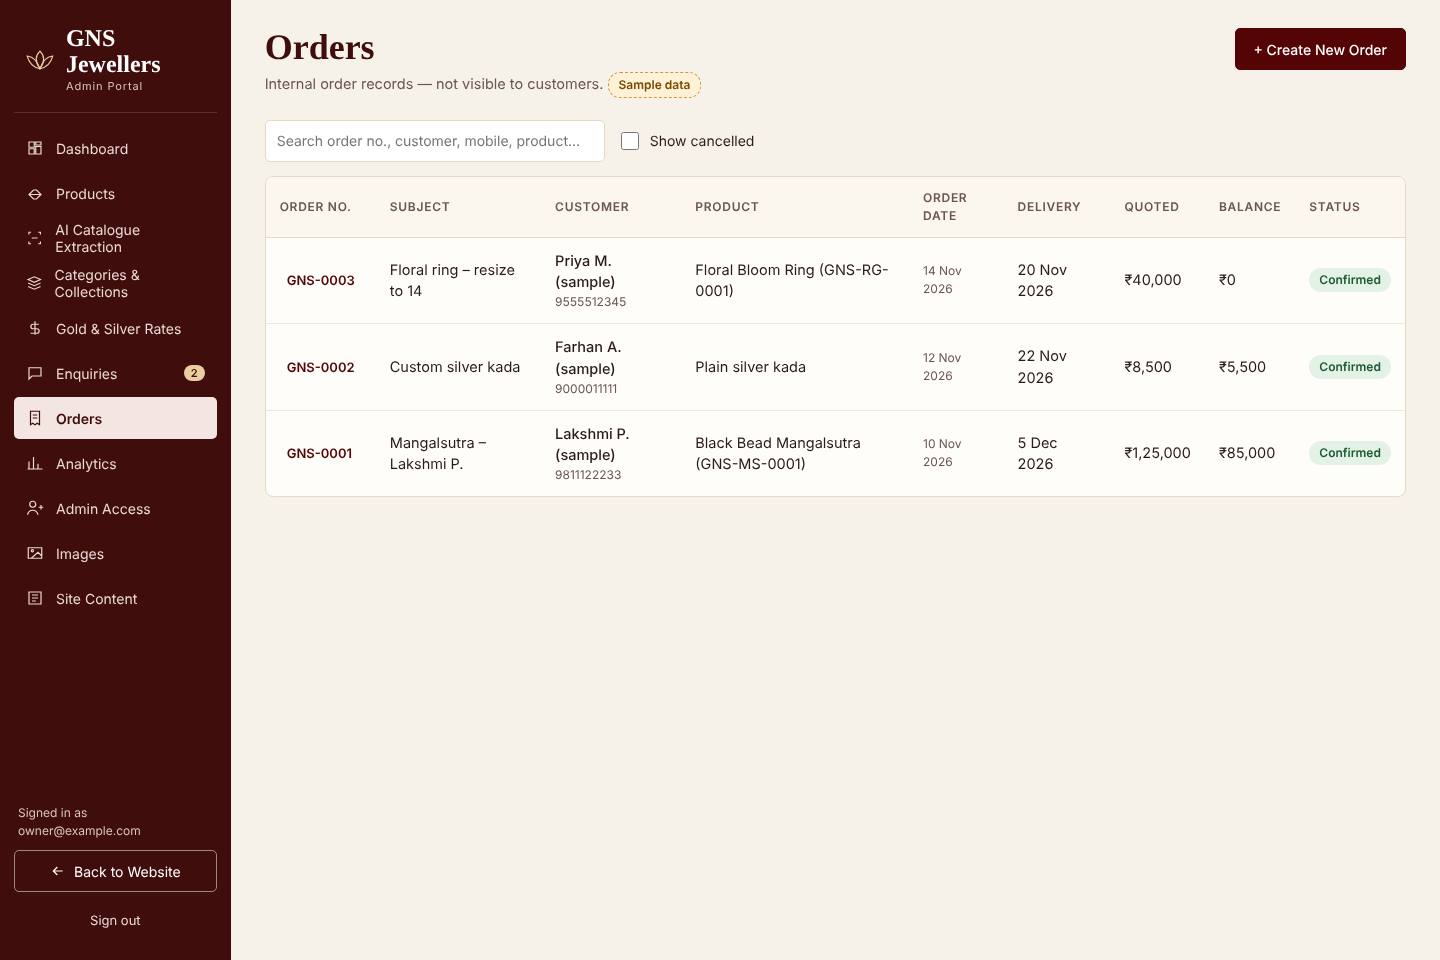 GNS
Jewellers
Admin Portal
Dashboard
Products
AI Catalogue
Extraction
Categories &
Collections
Gold & Silver Rates
Enquiries 2
Orders
Analytics
Admin Access
Images
Site Content
Signed in as
owner@example.com
← Back to Website
Sign out
Orders
+ Create New Order
Internal order records — not visible to customers. Sample data
Search order no., customer, mobile, product...
Show cancelled
ORDER NO. SUBJECT CUSTOMER PRODUCT ORDER DATE DELIVERY QUOTED BALANCE STATUS
GNS-0003
Floral ring – resize
to 14
Priya M.
(sample)
9555512345
Floral Bloom Ring (GNS-RG-
0001)
14 Nov
2026
20 Nov
2026
₹40,000
₹0
Confirmed
GNS-0002
Custom silver kada
Farhan A.
(sample)
9000011111
Plain silver kada
12 Nov
2026
22 Nov
2026
₹8,500
₹5,500
Confirmed
GNS-0001
Mangalsutra –
Lakshmi P.
Lakshmi P.
(sample)
9811122233
Black Bead Mangalsutra
(GNS-MS-0001)
10 Nov
2026
5 Dec
2026
₹1,25,000
₹85,000
Confirmed